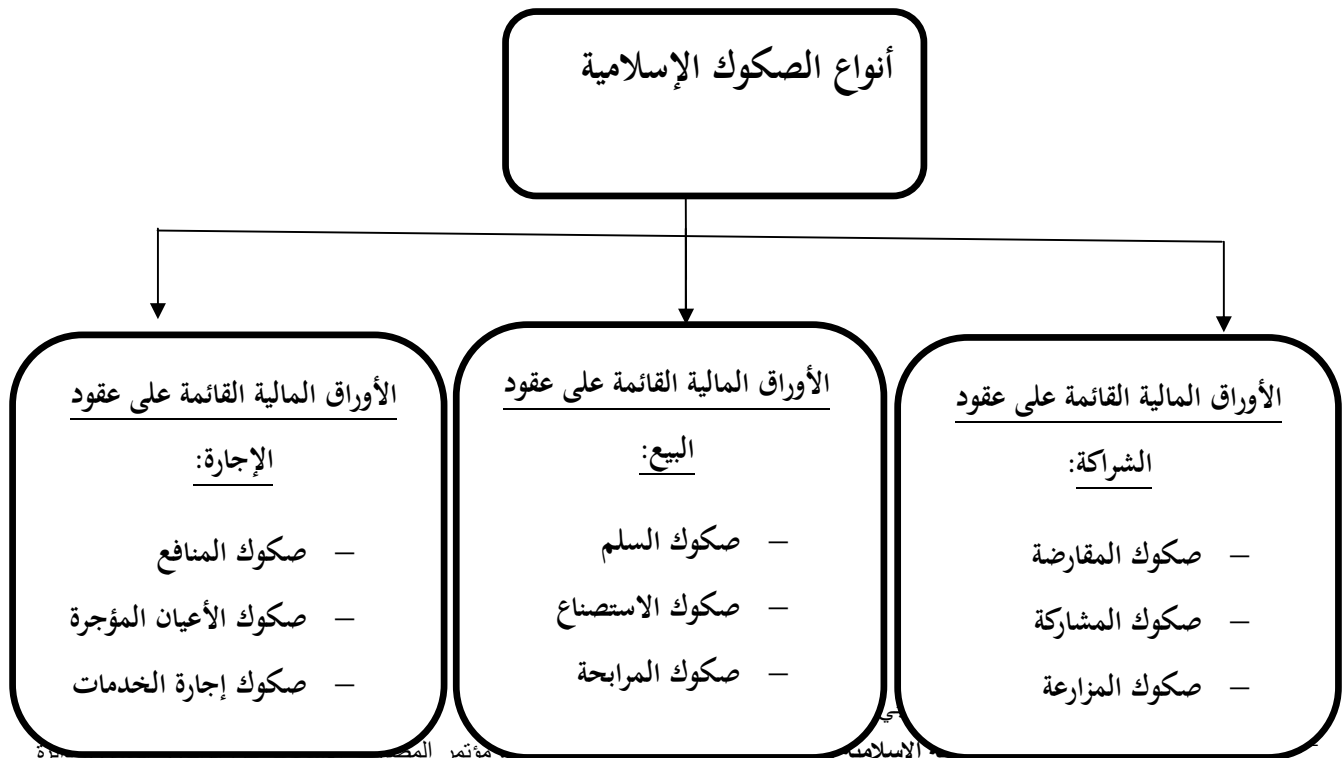 أنواع الصكوك الإسلامية
الأوراق المالية القائمة على عقود
الشراكة:
– صكوك المقارضة
– صكوك المشاركة
– صكوك المزارعة
الأوراق المالية القائمة على عقود
البيع:
– صكوك السلم
– صكوك الاستصناع
– صكوك المرابحة
الأوراق المالية القائمة على عقود
الإجارة:
– صكوك المنافع
– صكوك الأعيان المؤجرة
– صكوك إجارة الخدمات
الإسلامية مؤتمر